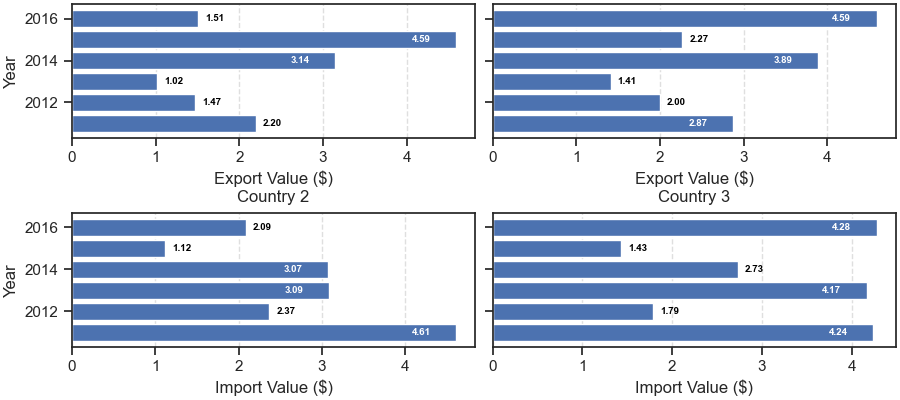 2016
1.51
4.59
2014
3.14
1.02
2012
1.47
2.20
Year
0 1 2 3 4
Export Value ($)
4.59
2.27
3.89
1.41
2.00
2.87
0 1 2 3 4
Export Value ($)
Country 2
2016
2.09
1.12
2014
3.07
3.09
2012
2.37
4.61
Year
0 1 2 3 4
Import Value ($)
Country 3
4.28
1.43
2.73
4.17
1.79
4.24
0 1 2 3 4
Import Value ($)